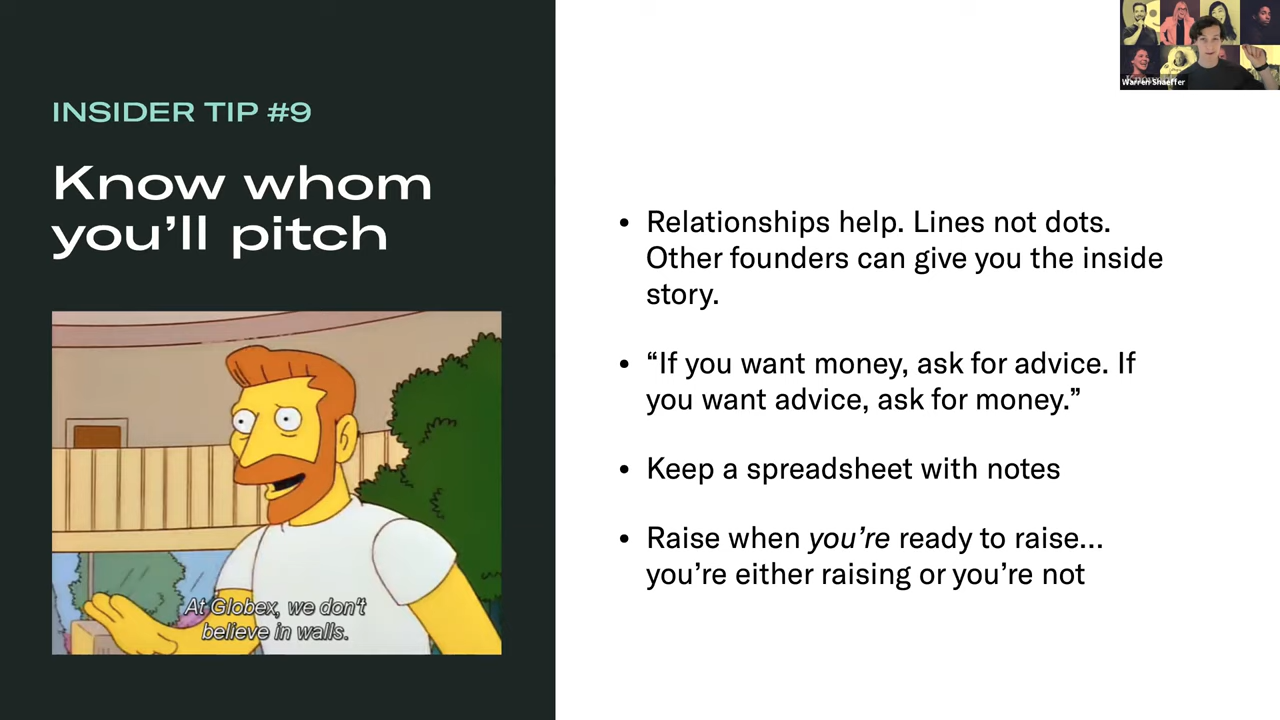 INSIDER TIP #9
Know whom
you’ll pitch
At Globex, we don't
believe in walls.
• Relationships help. Lines not dots.
Other founders can give you the inside
story.
• “If you want money, ask for advice. If
you want advice, ask for money.”
• Keep a spreadsheet with notes
• Raise when you’re ready to raise...
you’re either raising or you’re not
Warren Shaeffer